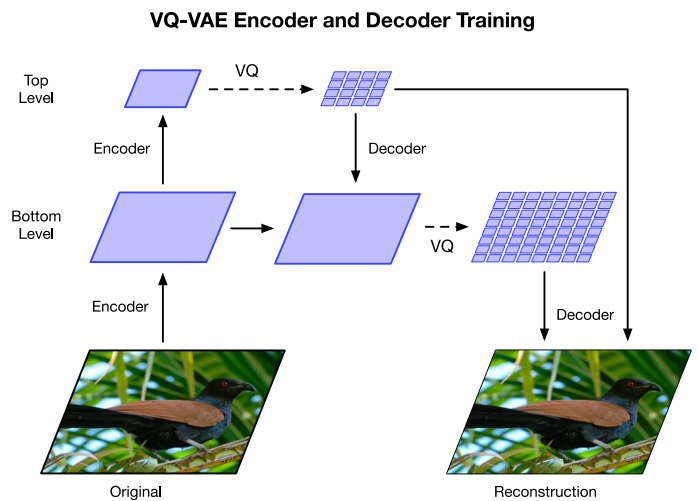 VQ-VAE Encoder and Decoder Training
Top
Level
VQ
Encoder
Decoder
Bottom
Level
VQ
Encoder
Decoder
Original
Reconstruction